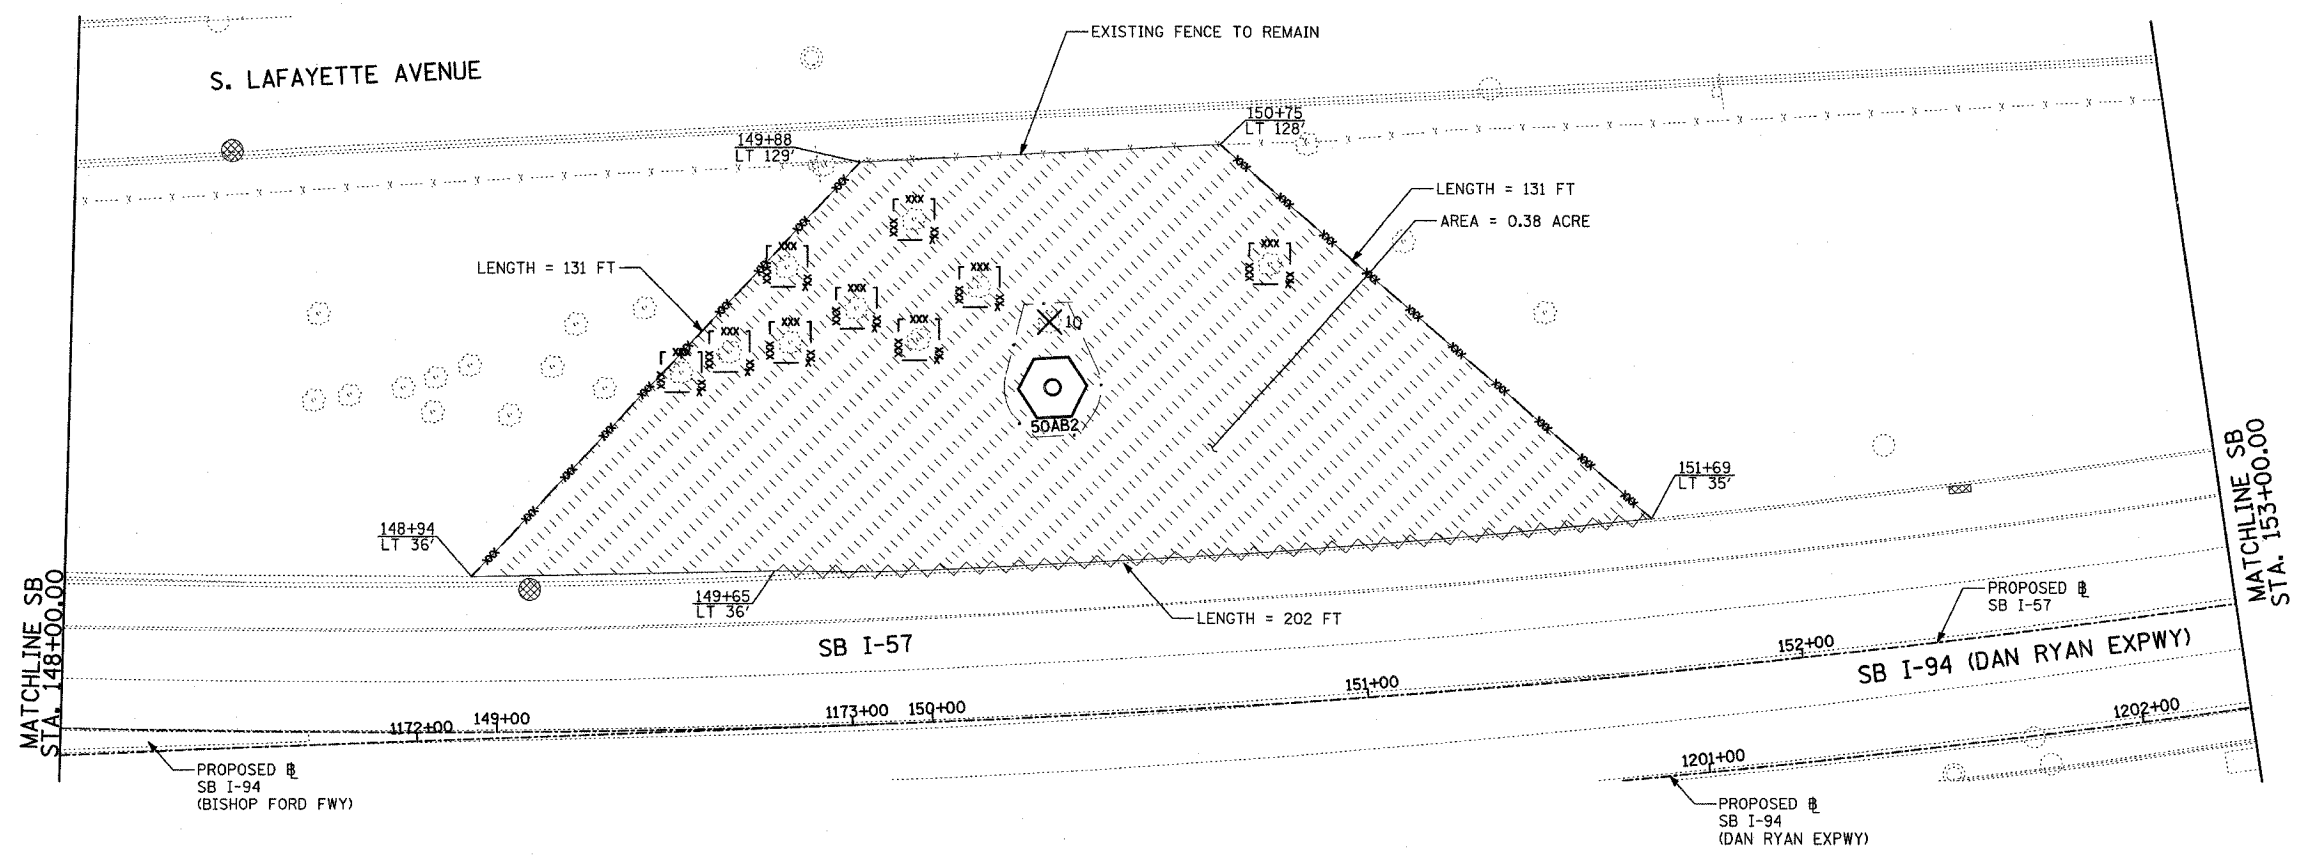 EXISTING FENCE TO REMAIN
S. LAFAYETTE AVENUE
150+75
LT 128'
149+88
LT 129'
LENGTH = 131 FT
AREA = 0.38 ACRE
LENGTH = 131 FT
10
50AB2
151+69
LT 35'
148+94
LT 36'
149+65
LT 36'
LENGTH = 202 FT
MATCHLINE SB
STA. 148+00.00
MATCHLINE SB
STA. 153+00.00
PROPOSED ȸL
SB I-57
SB I-57
152+00
SB I-94 (DAN RYAN EXPWY)
151+00
1172+00
149+00
1173+00
150+00
1202+00
1201+00
PROPOSED ȸL
SB I-94
(BISHOP FORD FWY)
PROPOSED ȸL
SB I-94
(DAN RYAN EXPWY)